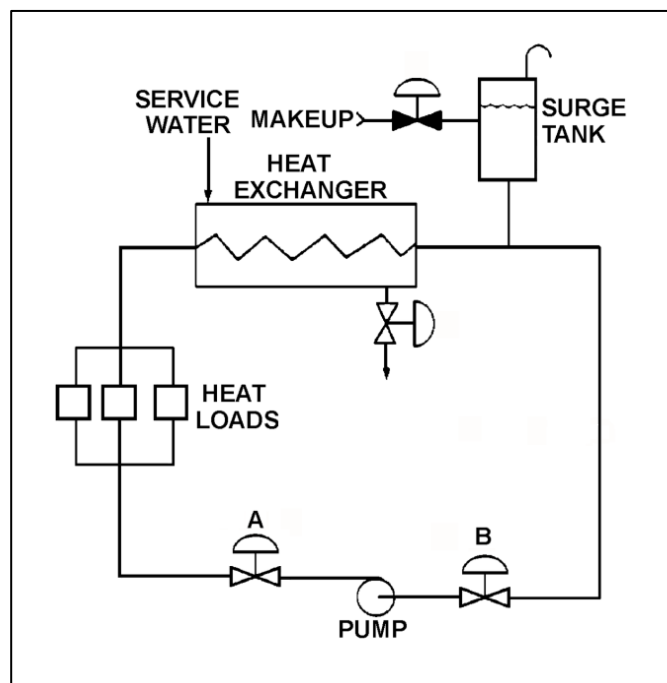 SERVICE
WATER
MAKEUP
SURGE
TANK
HEAT
EXCHANGER
HEAT
LOADS
A
B
PUMP